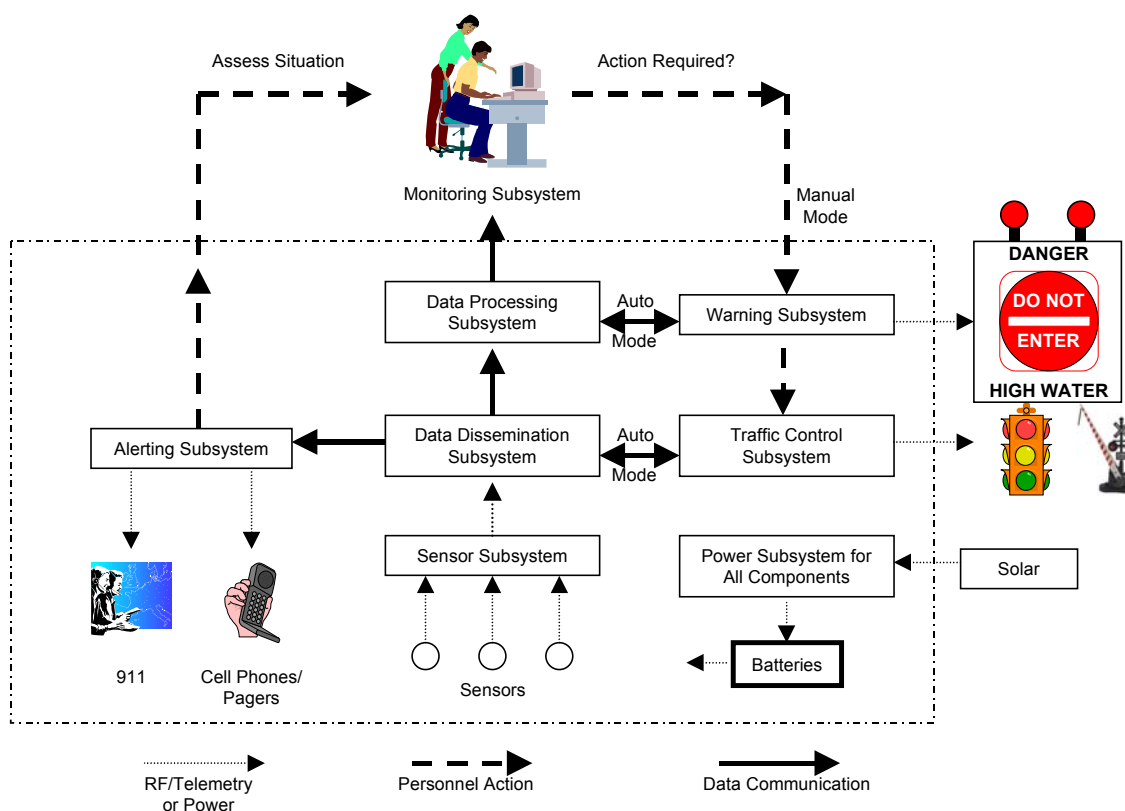 Assess Situation
Action Required?
Monitoring Subsystem
Manual
Mode
DANGER
DO NOT
ENTER
HIGH WATER
Data Processing
Subsystem
Auto
Mode
Warning Subsystem
Alerting Subsystem
Data Dissemination
Subsystem
Auto
Mode
Traffic Control
Subsystem
Sensor Subsystem
Power Subsystem for
All Components
Solar
Batteries
911
Cell Phones/
Pagers
Sensors
RF/Telemetry
or Power
Personnel Action
Data Communication